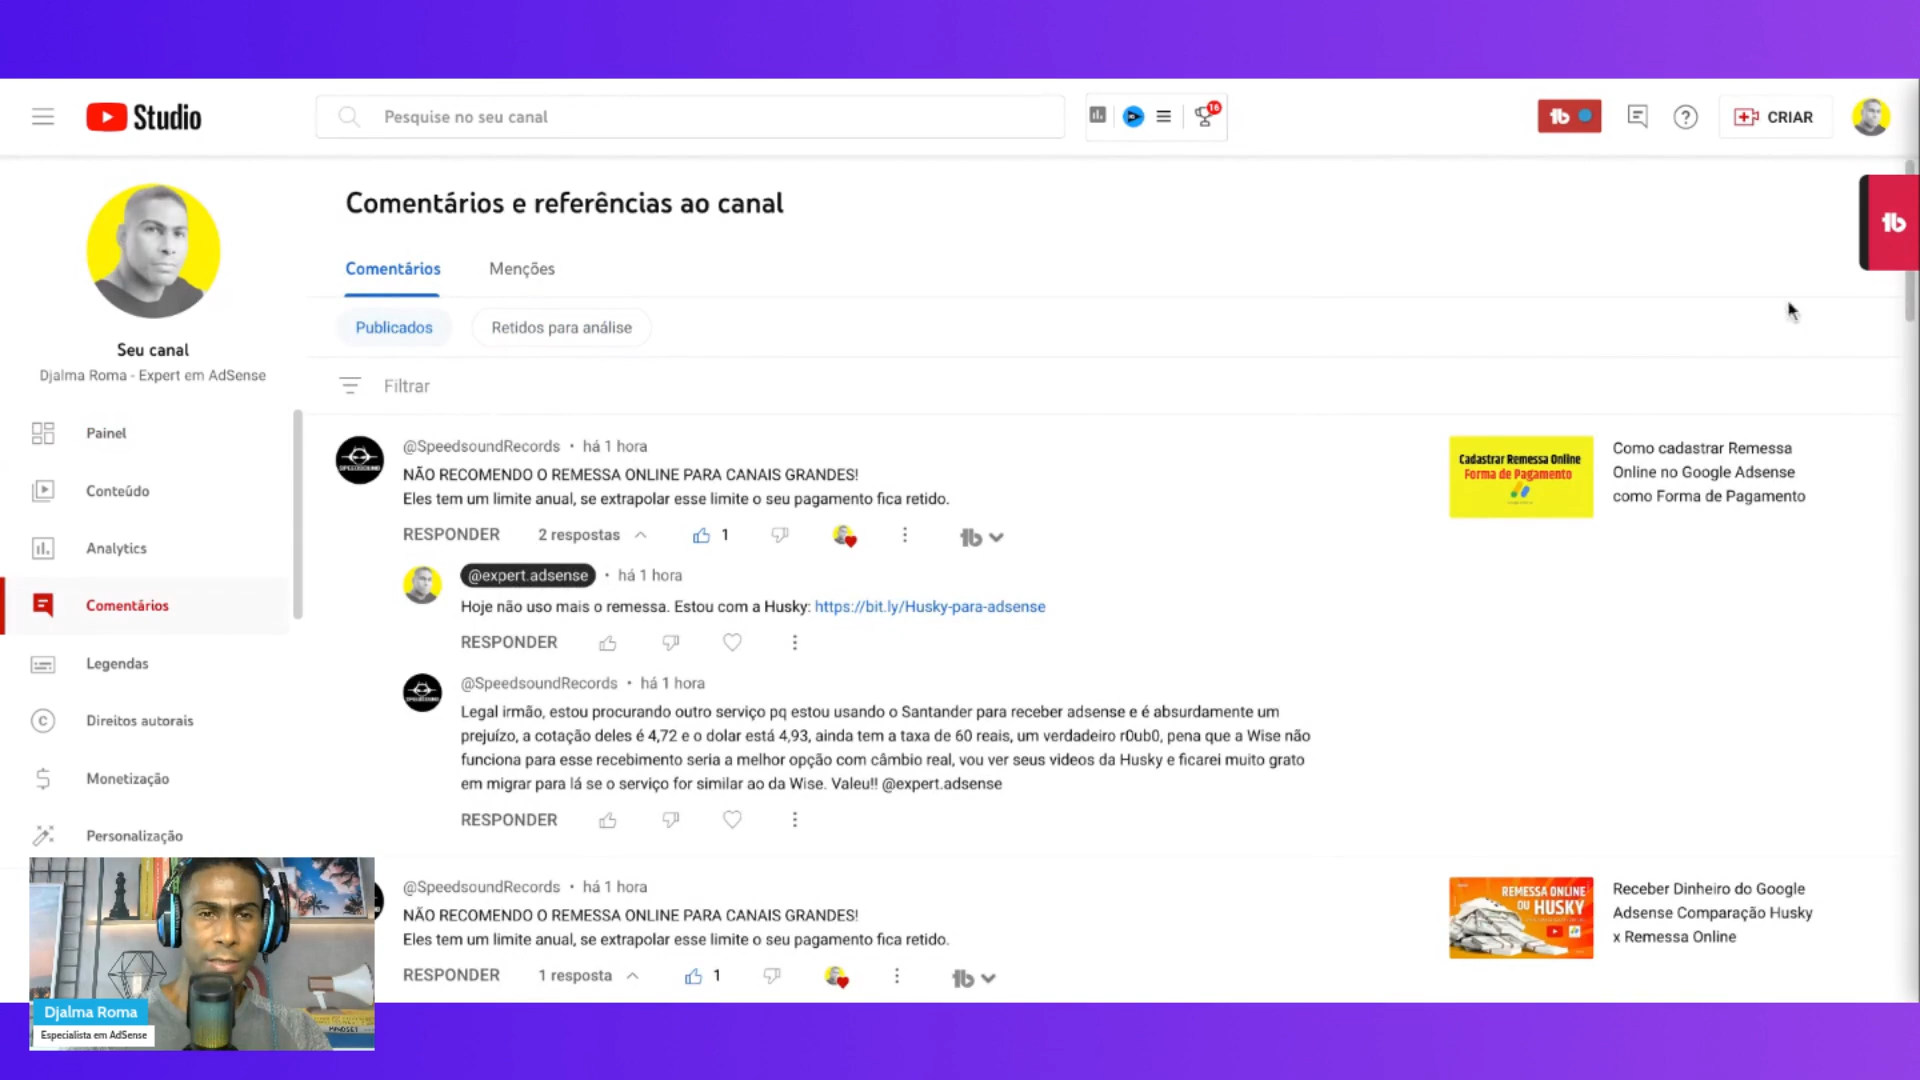 Studio
Pesquise no seu canal
16
CRIAR
Seu canal
Djalma Roma - Expert em AdSense
Painel
Conteúdo
Analytics
Comentários
Legendas
Direitos autorais
Monetização
Personalização
Comentários e referências ao canal
Comentários
Menções
Publicados
Retidos para análise
Filtrar
@SpeedsoundRecords • há 1 hora
NÃO RECOMENDO O REMESSA ONLINE PARA CANAIS GRANDES!
Eles tem um limite anual, se extrapolar esse limite o seu pagamento fica retido.
RESPONDER 2 respostas 1
Cadastrar Remessa Online
Forma de Pagamento
Como cadastrar Remessa
Online no Google Adsense
como Forma de Pagamento
@expert.adsense • há 1 hora
Hoje não uso mais o remessa. Estou com a Husky: https://bit.ly/Husky-para-adsense
RESPONDER
@SpeedsoundRecords • há 1 hora
Legal irmão, estou procurando outro serviço pq estou usando o Santander para receber adsense e é absurdamente um
prejuízo, a cotação deles é 4,72 e o dolar está 4,93, ainda tem a taxa de 60 reais, um verdadeiro r0ub0, pena que a Wise não
funciona para esse recebimento seria a melhor opção com câmbio real, vou ver seus videos da Husky e ficarei muito grato
em migrar para lá se o serviço for similar ao da Wise. Valeu!! @expert.adsense
RESPONDER
@SpeedsoundRecords • há 1 hora
NÃO RECOMENDO O REMESSA ONLINE PARA CANAIS GRANDES!
Eles tem um limite anual, se extrapolar esse limite o seu pagamento fica retido.
RESPONDER 1 resposta 1
REMESSA ONLINE
OU HUSKY
Receber Dinheiro do Google
Adsense Comparação Husky
x Remessa Online
MINDSET
Djalma Roma
Especialista em AdSense